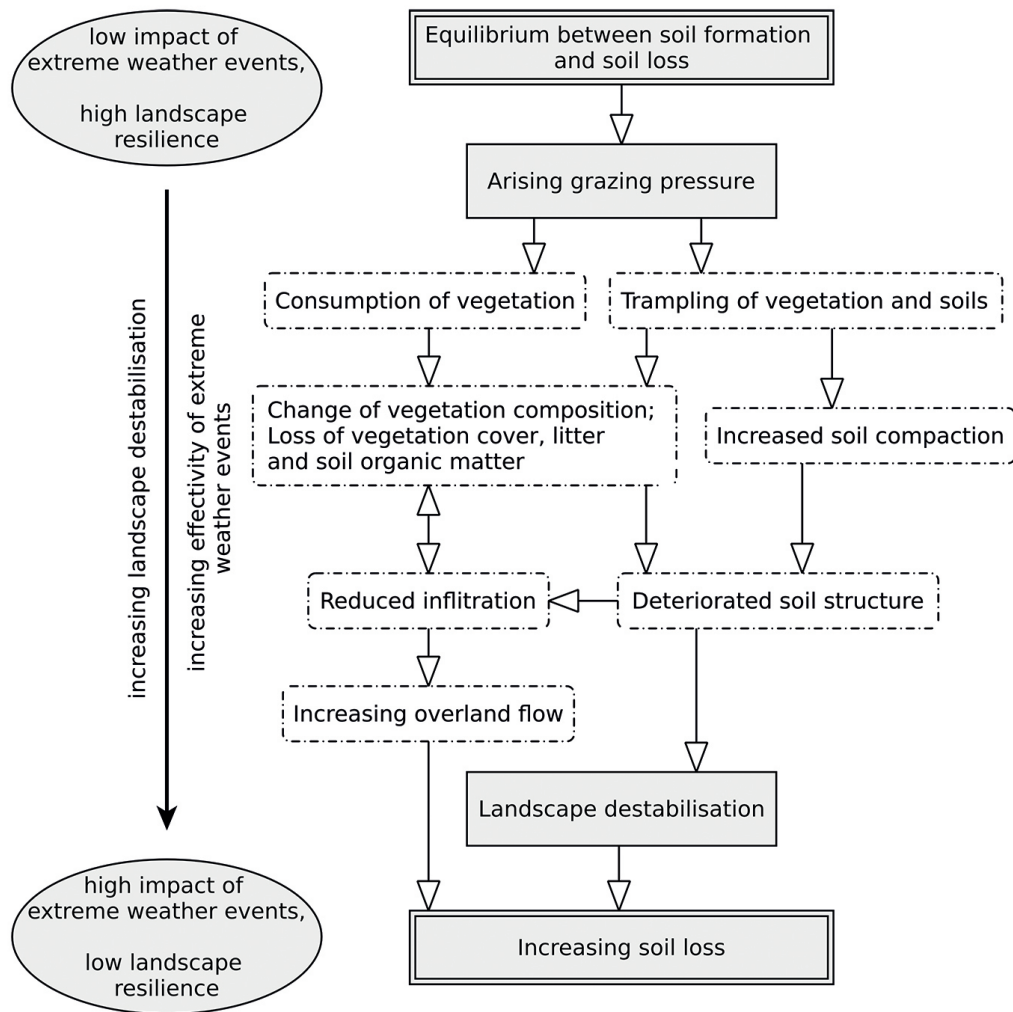 low impact of
extreme weather events,
high landscape
resilience
Equilibrium between soil formation
and soil loss
Arising grazing pressure
Consumption of vegetation
Trampling of vegetation and soils
Change of vegetation composition;
Loss of vegetation cover, litter
and soil organic matter
Increased soil compaction
increasing landscape destabilisation
increasing effectivity of extreme
weather events
Reduced inflitration
Deteriorated soil structure
Increasing overland flow
Landscape destabilisation
high impact of
extreme weather events,
low landscape
resilience
Increasing soil loss